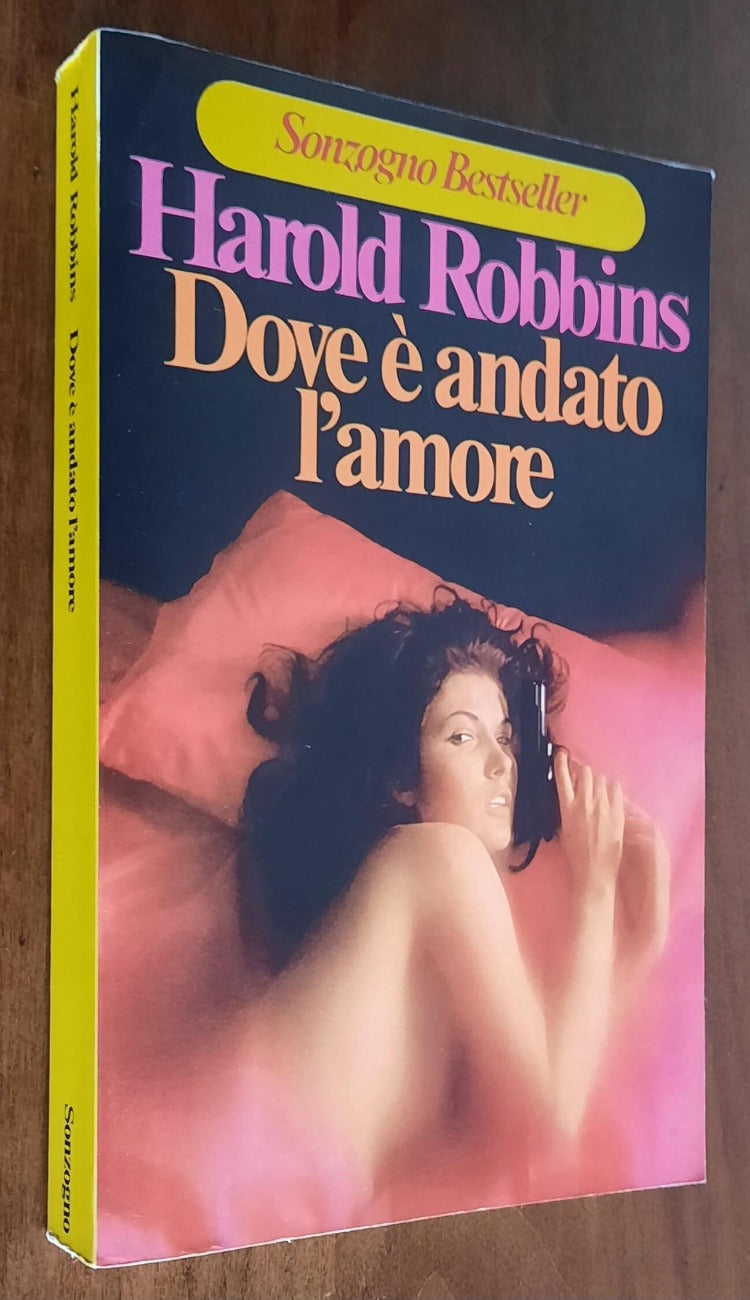 Sonzogno Bestseller
Harold Robbins
Dove è andato
l'amore
Harold Robbins Dove è andato l'amore Sonzogno